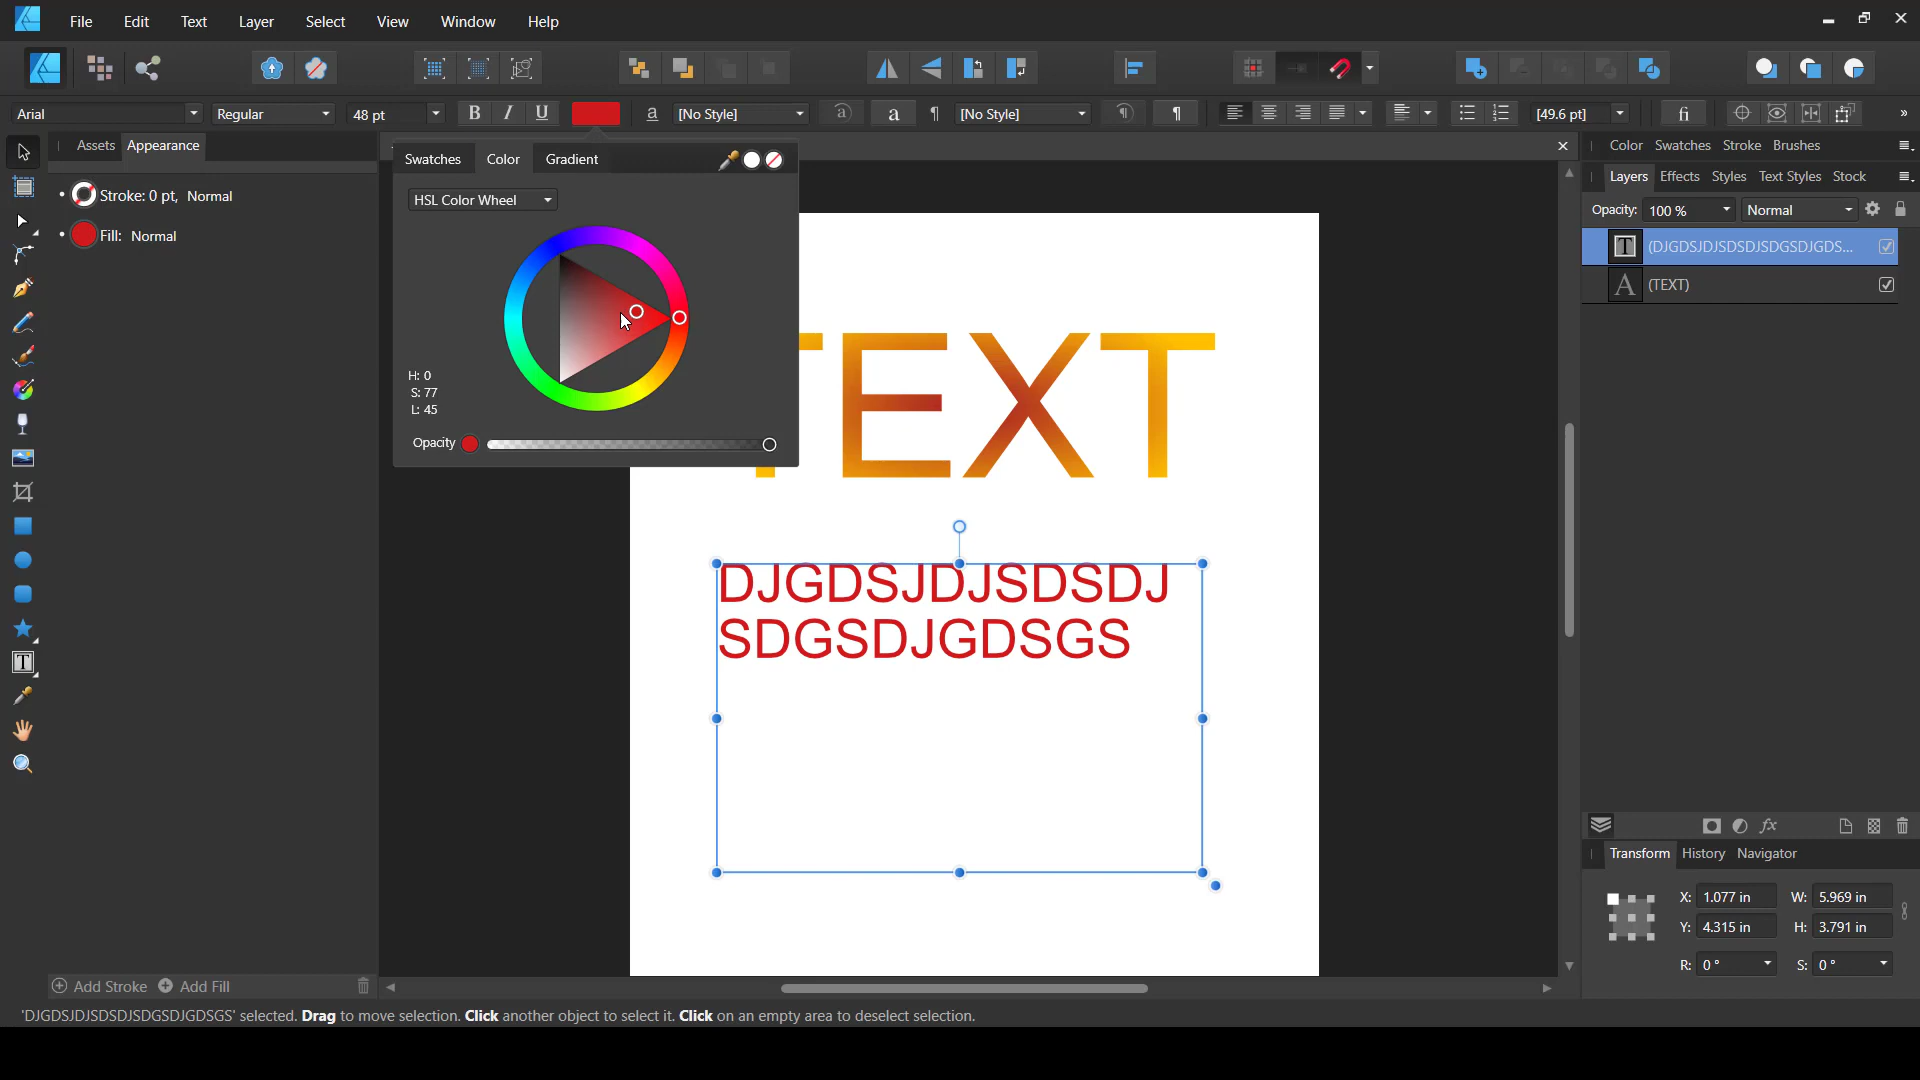 File Edit Text Layer Select View Window Help
Arial Regular 48 pt B I U a [No Style] a a ¶ [No Style] ¶ ¶ [49.6 pt] fi »
Assets Appearance
Stroke: 0 pt, Normal
Fill: Normal
Swatches Color Gradient
HSL Color Wheel
H: 0
S: 77
L: 45
Opacity
TEXT
DJGDSJDJSDSDJ
SDGSDJGDSGS
Color Swatches Stroke Brushes
Layers Effects Styles Text Styles Stock
Opacity: 100 % Normal
T (DJGDSJDJSDSDJSDGSDJGDS...
A (TEXT)
fx
Transform History Navigator
X: 1.077 in W: 5.969 in
Y: 4.315 in H: 3.791 in
R: 0 ° S: 0 °
Add Stroke Add Fill
'DJGDSJDJSDSDJSDGSDJGDSGS' selected. Drag to move selection. Click another object to select it. Click on an empty area to deselect selection.